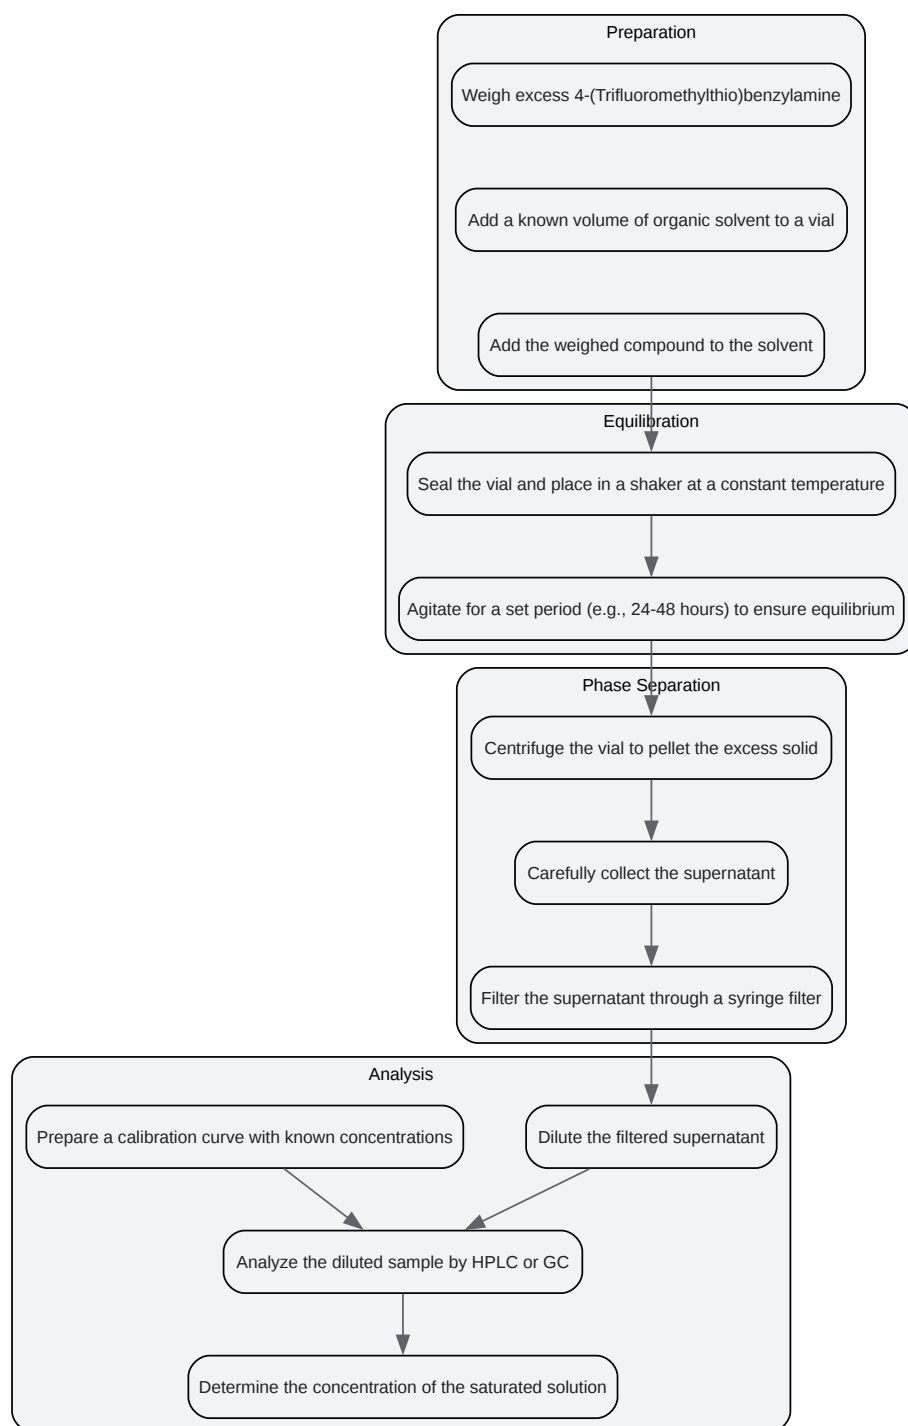 Preparation
Weigh excess 4-(Trifluoromethylthio)benzylamine
Add a known volume of organic solvent to a vial
Add the weighed compound to the solvent
Equilibration
Seal the vial and place in a shaker at a constant temperature
Agitate for a set period (e.g., 24-48 hours) to ensure equilibrium
Phase Separation
Centrifuge the vial to pellet the excess solid
Carefully collect the supernatant
Filter the supernatant through a syringe filter
Analysis
Prepare a calibration curve with known concentrations
Dilute the filtered supernatant
Analyze the diluted sample by HPLC or GC
Determine the concentration of the saturated solution